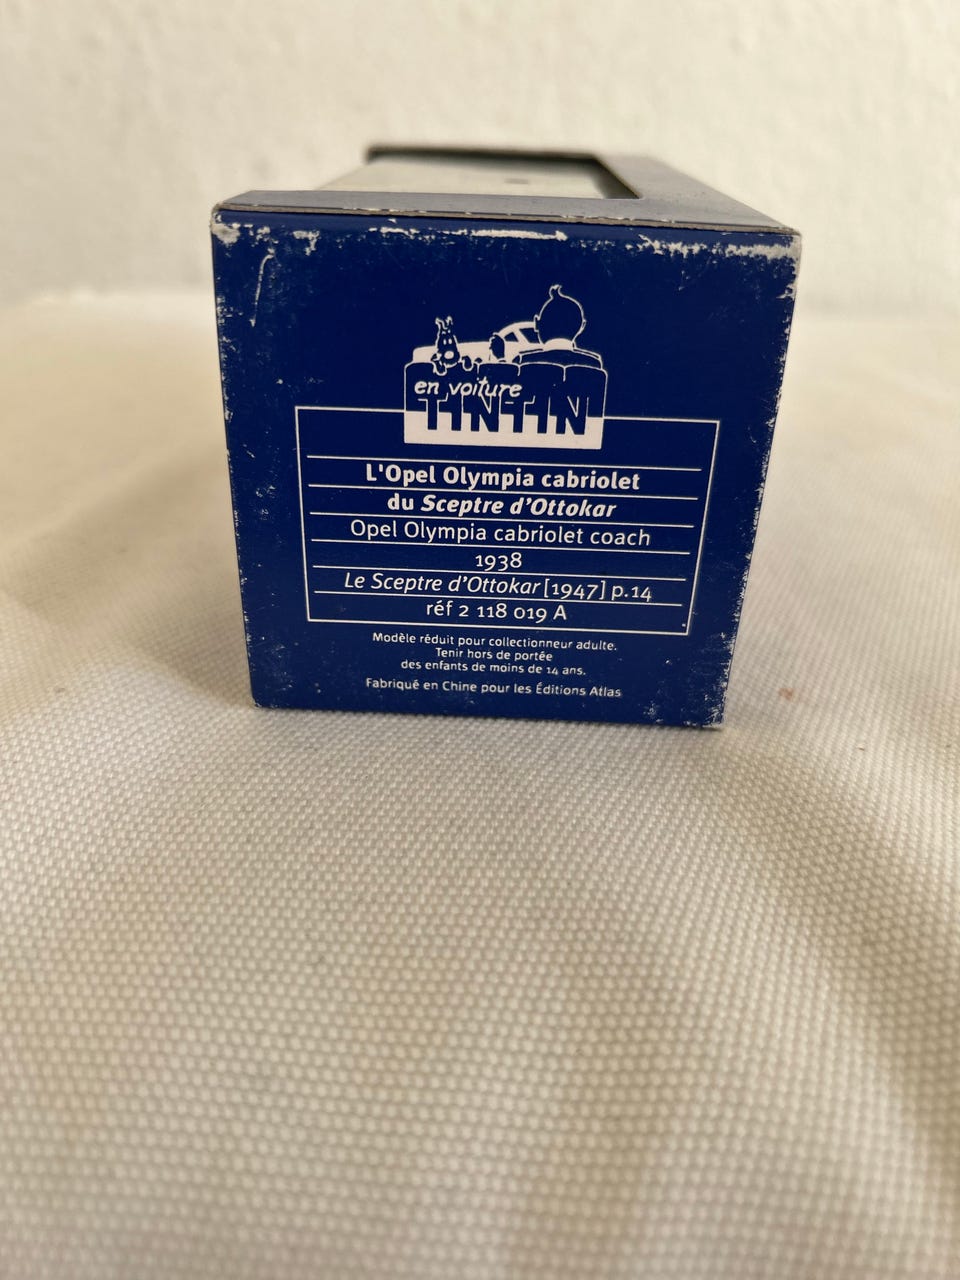 en voiture
TINTIN
L'Opel Olympia cabriolet
du Sceptre d'Ottokar
Opel Olympia cabriolet coach
1938
Le Sceptre d'Ottokar [1947] p.14
réf 2 118 019 A
Modèle réduit pour collectionneur adulte.
Tenir hors de portée
des enfants de moins de 14 ans.
Fabriqué en Chine pour les Éditions Atlas